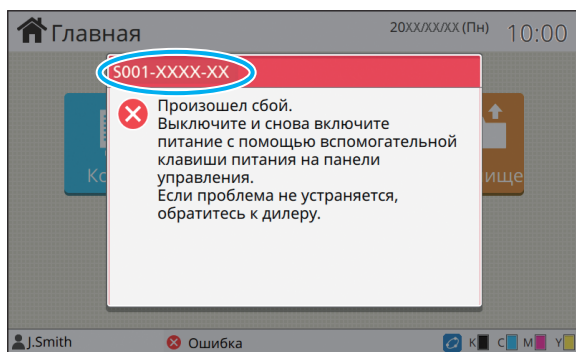 Главная
20XX/XX/XX (Пн)
10:00
S001-XXXX-XX
Произошел сбой.
Выключите и снова включите
питание с помощью вспомогательной
клавиши питания на панели
управления.
Если проблема не устраняется,
обратитесь к дилеру.
J.Smith
Ошибка
K C M Y